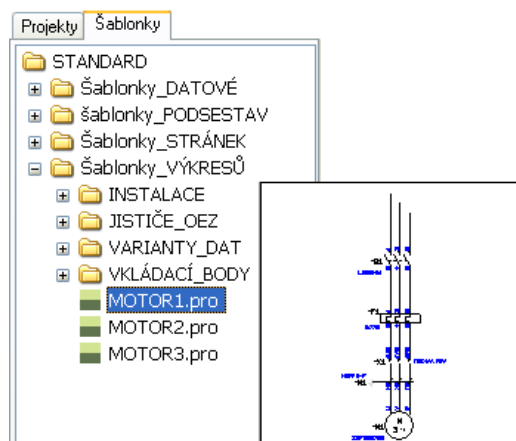 Projekty Šablonky
STANDARD
Šablonky_DATOVÉ
šablonky_PODSESTAV
Šablonky_STRÁNEK
Šablonky_VÝKRESŮ
INSTALACE
JISTIČE_OEZ
VARIANTY_DAT
VKLÁDACÍ_BODY
MOTOR1.pro
MOTOR2.pro
MOTOR3.pro
M